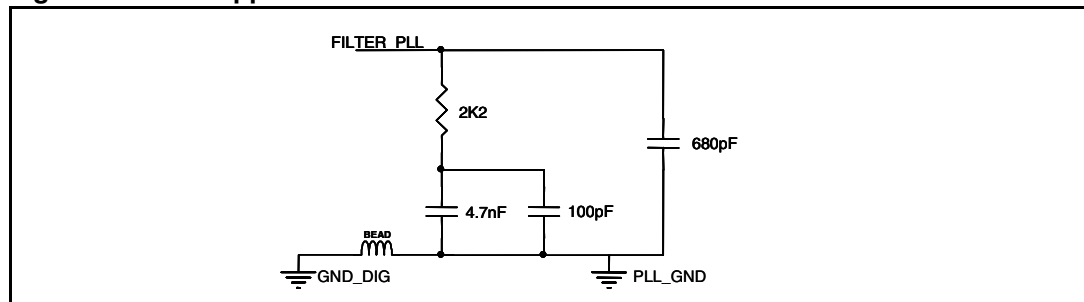 FILTER_PLL
2K2
680pF
4.7nF
100pF
BEAD
GND_DIG
PLL_GND